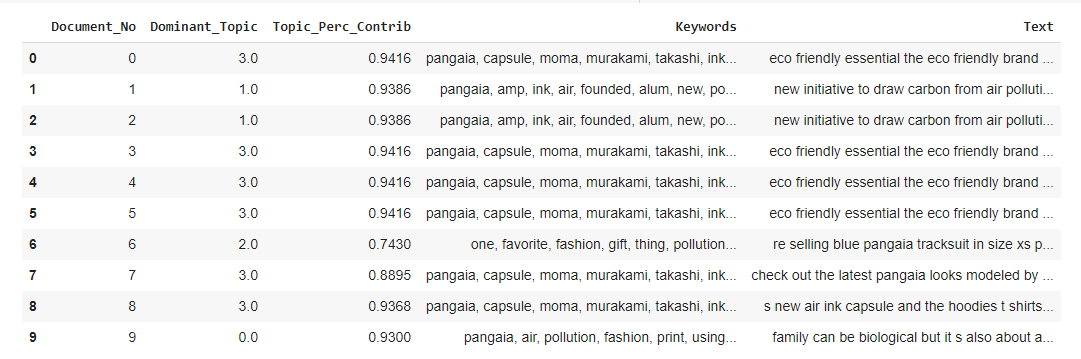 Document_No Dominant_Topic Topic_Perc_Contrib Keywords Text
0 0 3.0 0.9416 pangaia, capsule, moma, murakami, takashi, ink... eco friendly essential the eco friendly brand ...
1 1 1.0 0.9386 pangaia, amp, ink, air, founded, alum, new, po... new initiative to draw carbon from air polluti...
2 2 1.0 0.9386 pangaia, amp, ink, air, founded, alum, new, po... new initiative to draw carbon from air polluti...
3 3 3.0 0.9416 pangaia, capsule, moma, murakami, takashi, ink... eco friendly essential the eco friendly brand ...
4 4 3.0 0.9416 pangaia, capsule, moma, murakami, takashi, ink... eco friendly essential the eco friendly brand ...
5 5 3.0 0.9416 pangaia, capsule, moma, murakami, takashi, ink... eco friendly essential the eco friendly brand ...
6 6 2.0 0.7430 one, favorite, fashion, gift, thing, pollution... re selling blue pangaia tracksuit in size xs p...
7 7 3.0 0.8895 pangaia, capsule, moma, murakami, takashi, ink... check out the latest pangaia looks modeled by ...
8 8 3.0 0.9368 pangaia, capsule, moma, murakami, takashi, ink... s new air ink capsule and the hoodies t shirts...
9 9 0.0 0.9300 pangaia, air, pollution, fashion, print, using... family can be biological but it s also about a...